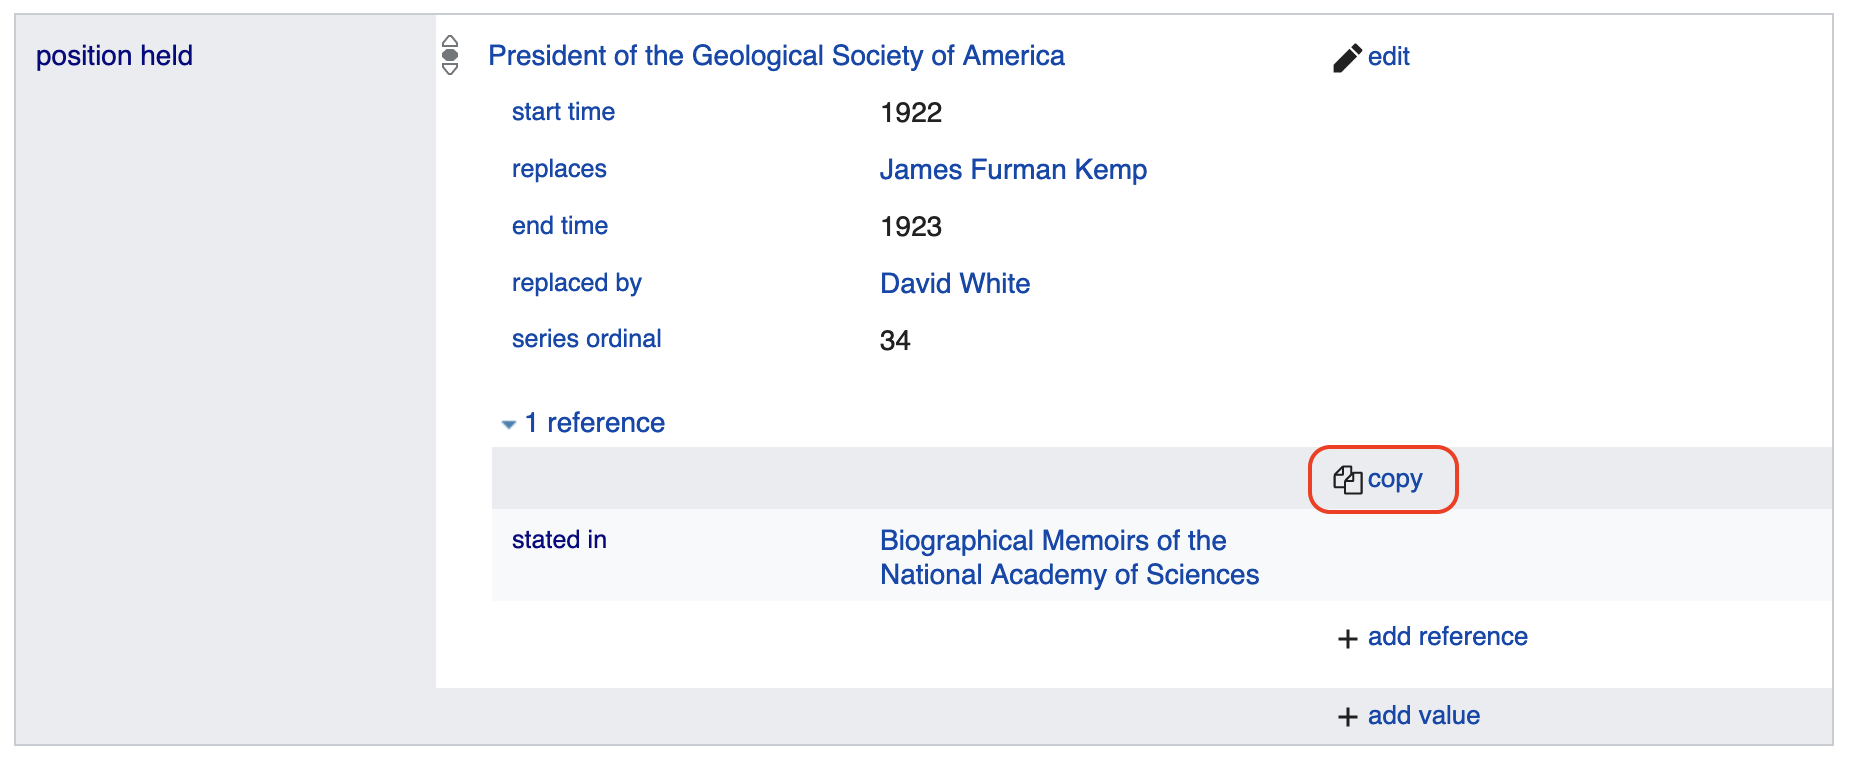 position held
President of the Geological Society of America
edit
start time 1922
replaces James Furman Kemp
end time 1923
replaced by David White
series ordinal 34
1 reference
copy
stated in Biographical Memoirs of the
National Academy of Sciences
+ add reference
+ add value